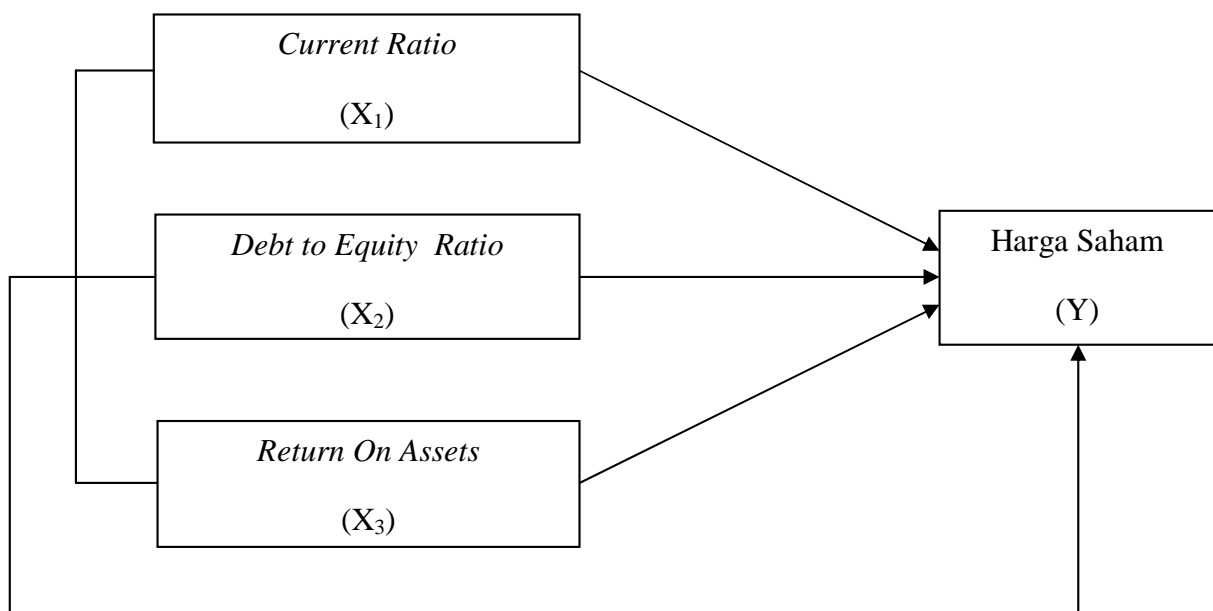 Current Ratio
(X₁)
Debt to Equity Ratio
(X₂)
Harga Saham
(Y)
Return On Assets
(X₃)